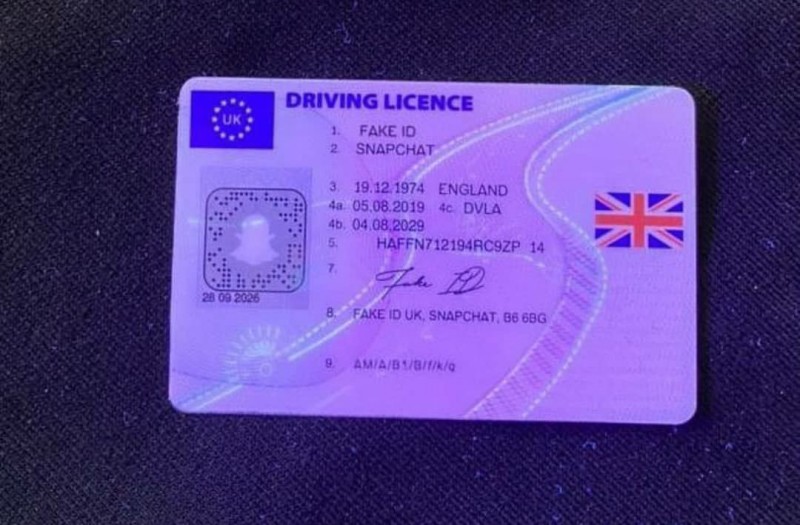 UK
DRIVING LICENCE
1. FAKE ID
2. SNAPCHAT
3. 19.12.1974 ENGLAND
4a. 05.08.2019 4c. DVLA
4b. 04.08.2029
5. HAFFN712194RC9ZP 14
28 09 2026
7. Fake ID
8. FAKE ID UK, SNAPCHAT, B6 6BG
9. AM/A/B1/B/f/k/q